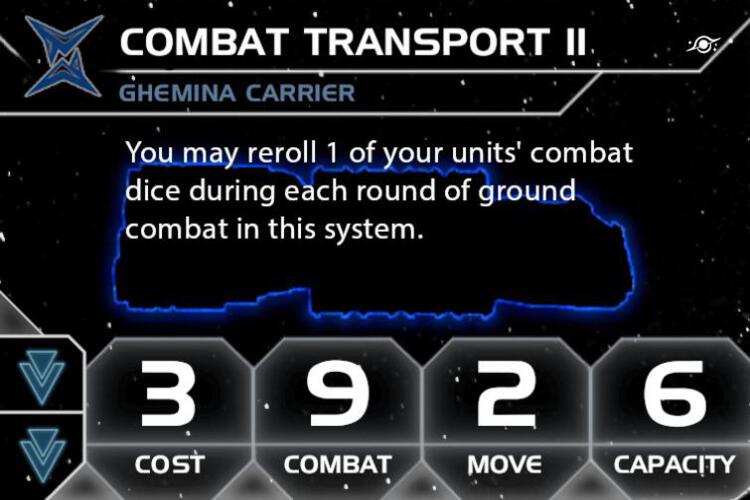 COMBAT TRANSPORT II
GHEMINA CARRIER
You may reroll 1 of your units' combat
dice during each round of ground
combat in this system.
3 9 2 6
COST COMBAT MOVE CAPACITY